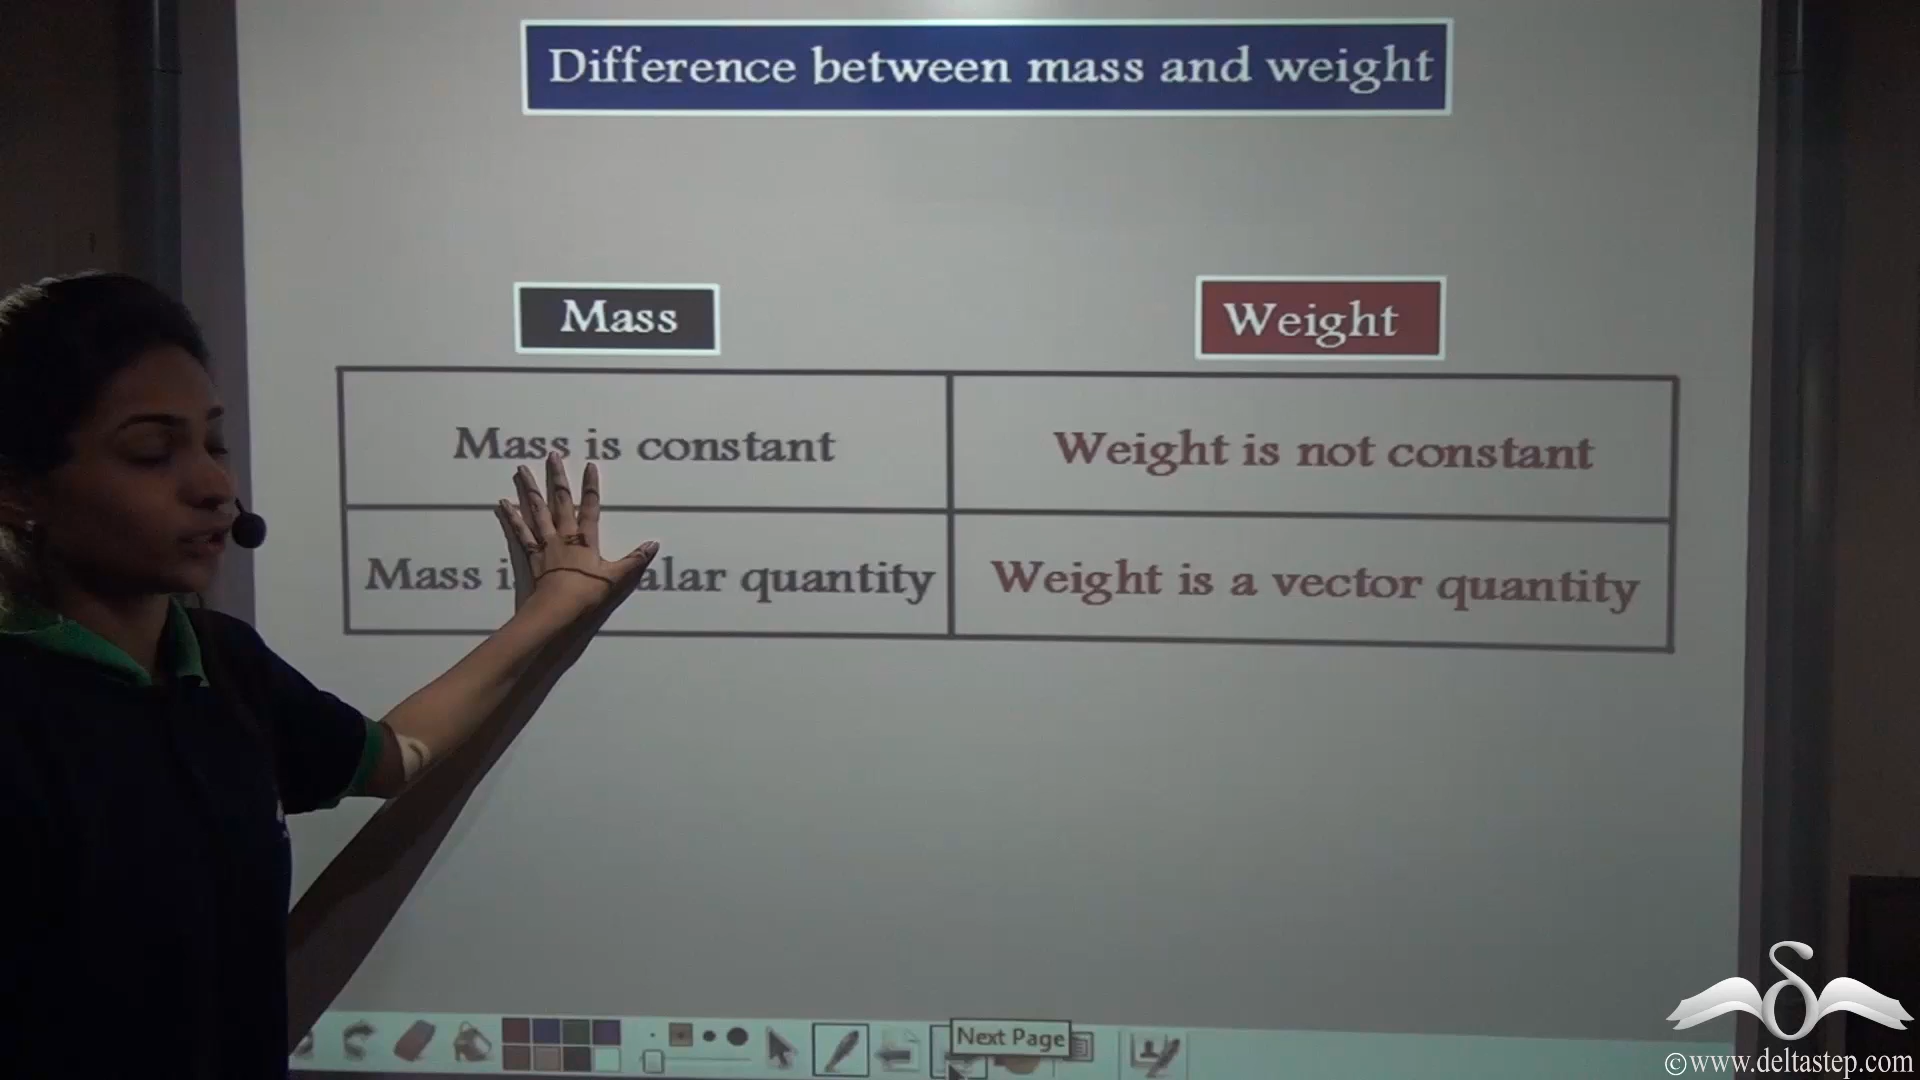 Difference between mass and weight
Mass
Weight
Mass is constant
Weight is not constant
Mass alar quantity
Weight is a vector quantity
Next Page
©www.deltastep.com